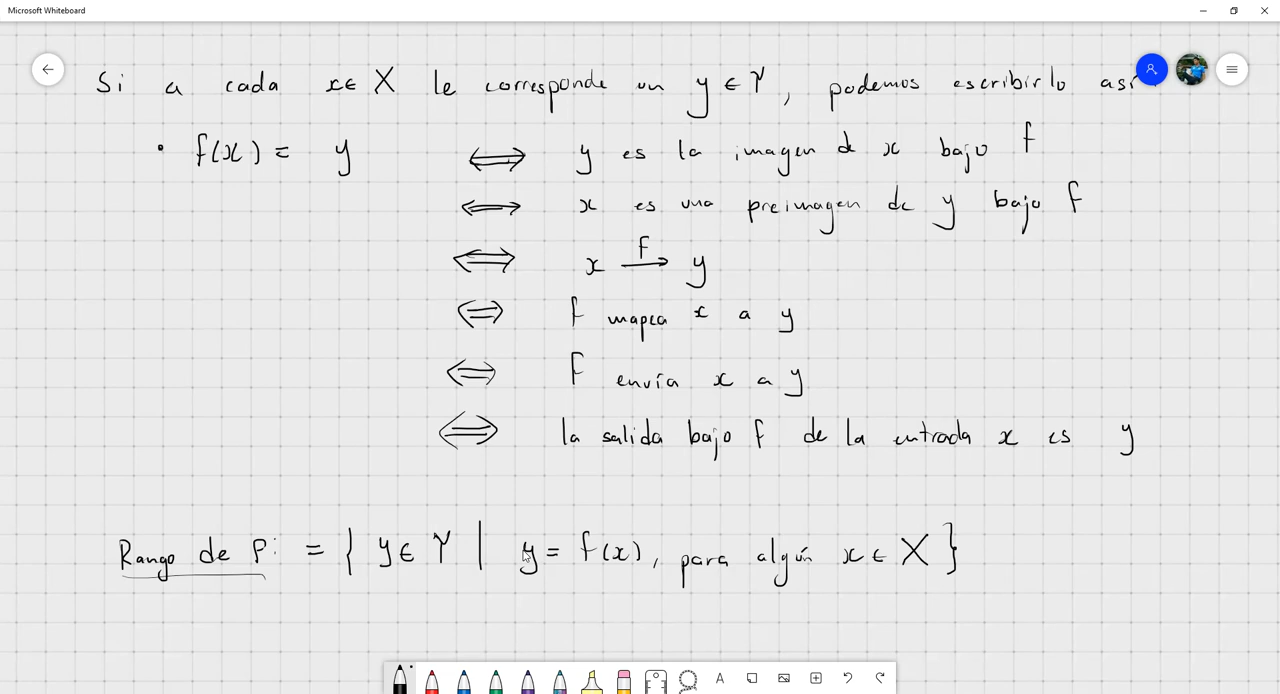 Microsoft Whiteboard
Si a cada x ∈ X le corresponde un y ∈ Y, podemos escribirlo así
• f(x) = y ⟺ y es la imagen de x bajo f
⟺ x es una preimagen de y bajo f
⟺ x —f→ y
⟺ f mapea x a y
⟺ f envía x a y
⟺ la salida bajo f de la entrada x es y
Rango de f: = { y ∈ Y | y = f(x), para algún x ∈ X }
A